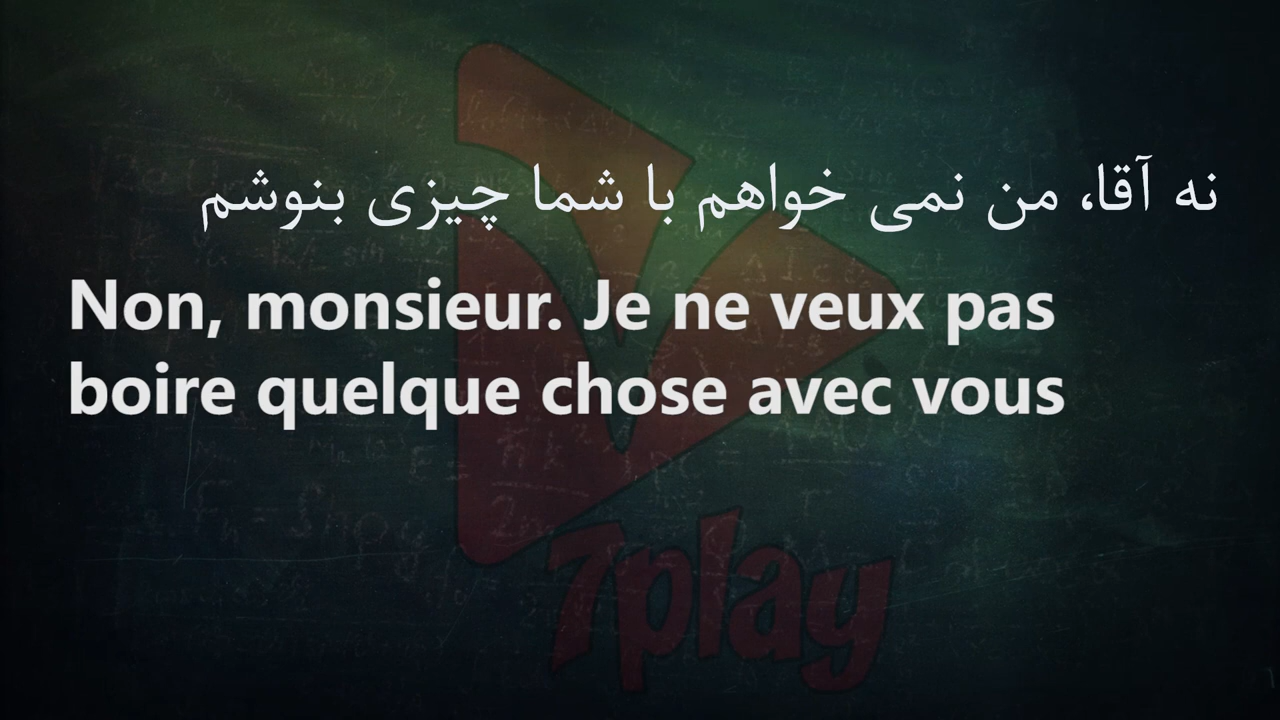 نه آقا، من نمی خواهم با شما چیزی بنوشم
Non, monsieur. Je ne veux pas
boire quelque chose avec vous
7play